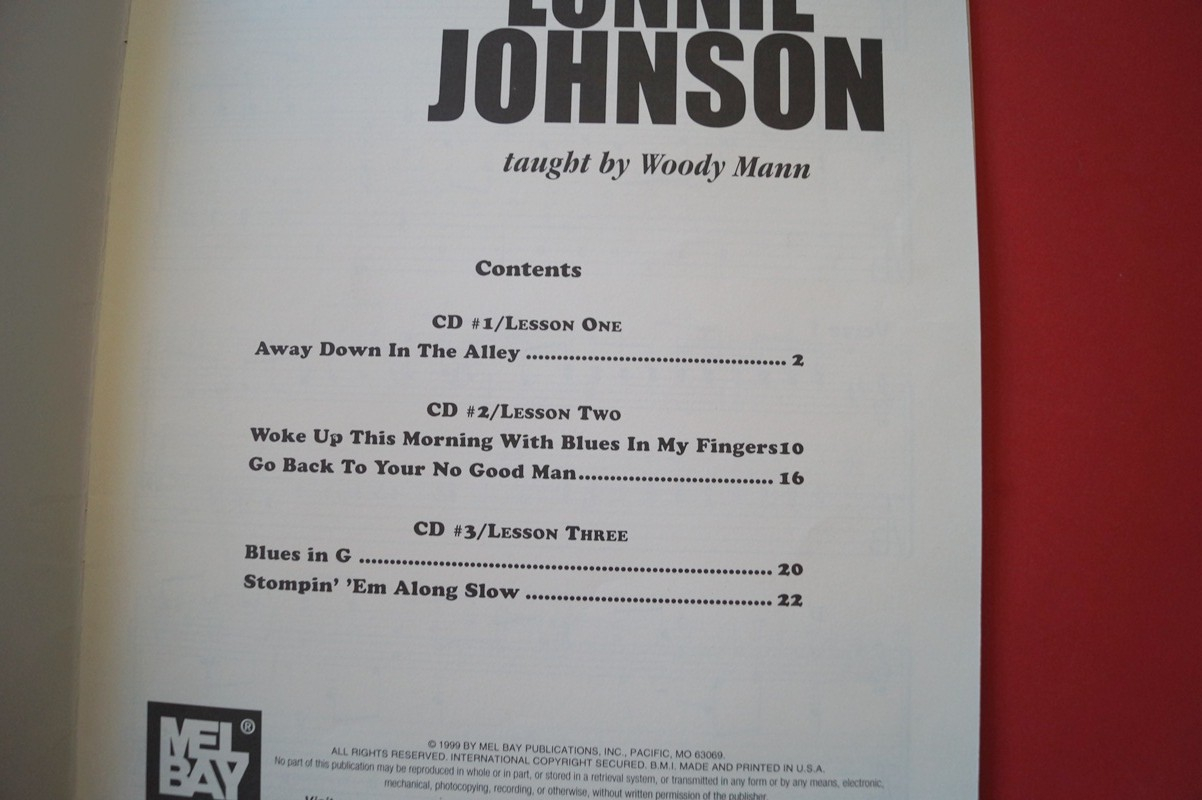 LONNIE
JOHNSON
taught by Woody Mann
Contents
CD #1/LESSON ONE
Away Down In The Alley ........................................... 2
CD #2/LESSON TWO
Woke Up This Morning With Blues In My Fingers10
Go Back To Your No Good Man................................ 16
CD #3/LESSON THREE
Blues in G .................................................................... 20
Stompin' 'Em Along Slow ......................................... 22
MEL
BAY
®
© 1999 BY MEL BAY PUBLICATIONS, INC., PACIFIC, MO 63069.
ALL RIGHTS RESERVED. INTERNATIONAL COPYRIGHT SECURED. B.M.I. MADE AND PRINTED IN U.S.A.
No part of this publication may be reproduced in whole or in part, or stored in a retrieval system, or transmitted in any form or by any means, electronic,
mechanical, photocopying, recording, or otherwise, without written permission of the publisher.